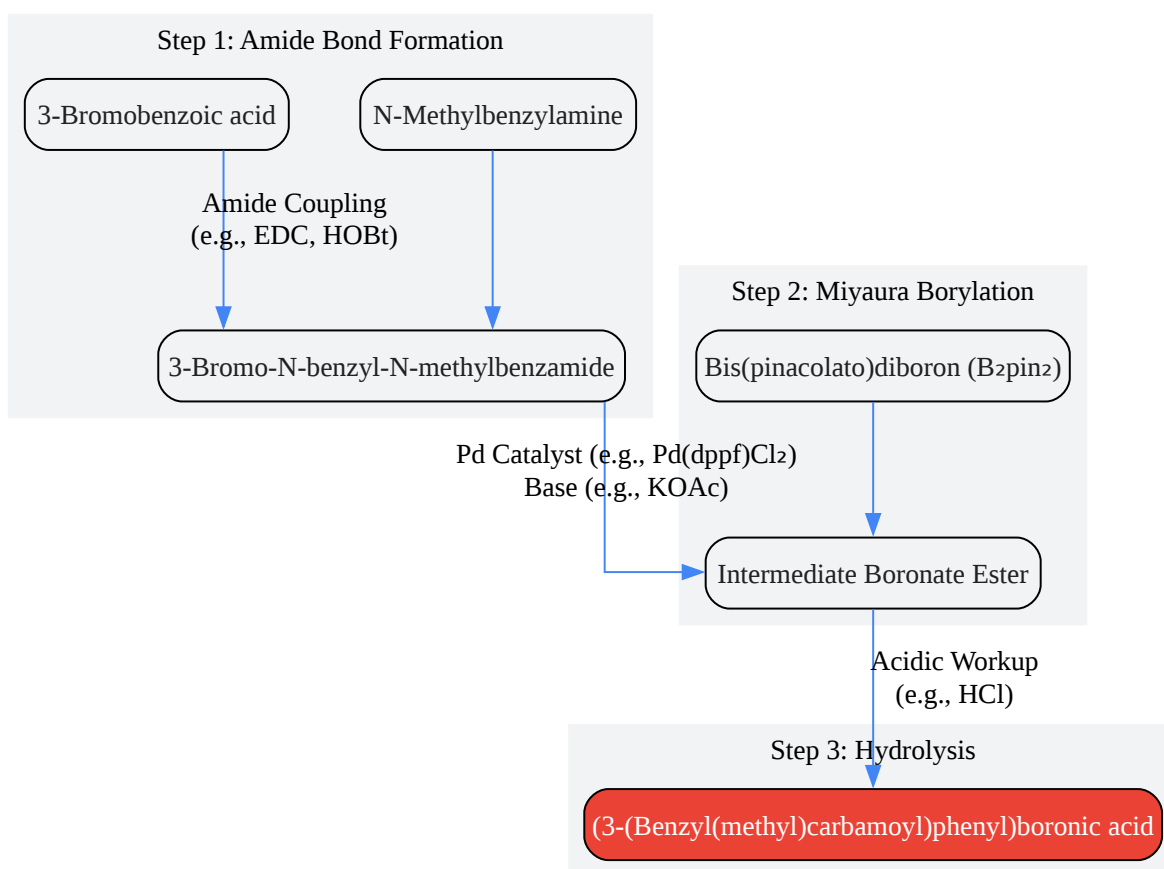 Step 1: Amide Bond Formation
3-Bromobenzoic acid
N-Methylbenzylamine
Amide Coupling
(e.g., EDC, HOBt)
3-Bromo-N-benzyl-N-methylbenzamide
Step 2: Miyaura Borylation
Bis(pinacolato)diboron (B₂pin₂)
Pd Catalyst (e.g., Pd(dppf)Cl₂)
Base (e.g., KOAc)
Intermediate Boronate Ester
Acidic Workup
(e.g., HCl)
Step 3: Hydrolysis
(3-(Benzyl(methyl)carbamoyl)phenyl)boronic acid